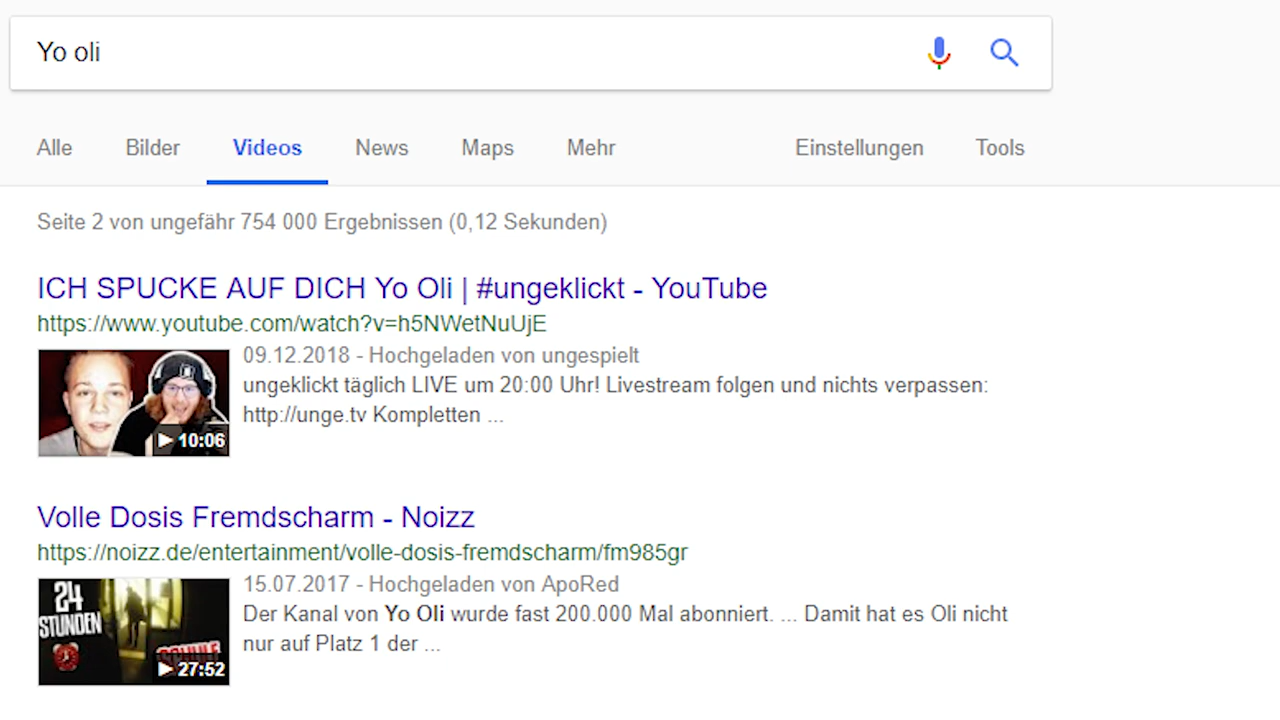 Yo oli
Alle Bilder Videos News Maps Mehr Einstellungen Tools
Seite 2 von ungefähr 754 000 Ergebnissen (0,12 Sekunden)
ICH SPUCKE AUF DICH Yo Oli | #ungeklickt - YouTube
https://www.youtube.com/watch?v=h5NWetNuUjE
09.12.2018 - Hochgeladen von ungespielt
ungeklickt täglich LIVE um 20:00 Uhr! Livestream folgen und nichts verpassen:
http://unge.tv Kompletten ...
10:06
Volle Dosis Fremdscharm - Noizz
https://noizz.de/entertainment/volle-dosis-fremdscharm/fm985gr
15.07.2017 - Hochgeladen von ApoRed
Der Kanal von Yo Oli wurde fast 200.000 Mal abonniert. ... Damit hat es Oli nicht
nur auf Platz 1 der ...
24
STUNDEN
SCHULE
27:52